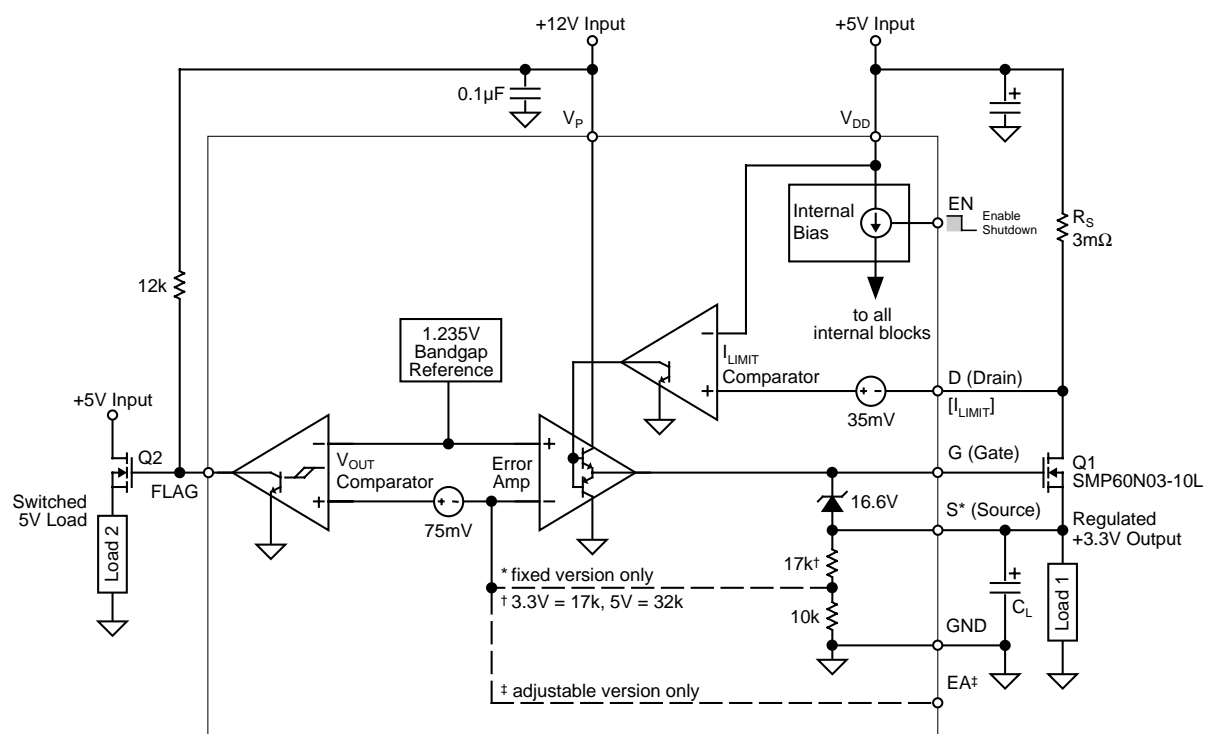 +12V Input
+5V Input
0.1µF
+
V_P
V_DD
Internal
Bias
EN
Enable
Shutdown
R_S
3mΩ
12k
to all
internal blocks
1.235V
Bandgap
Reference
−
I_LIMIT
Comparator
+
+ -
35mV
D (Drain)
[I_LIMIT]
+5V Input
Q2
FLAG
Switched
5V Load
Load 2
−
V_OUT
Comparator
+
+ -
75mV
+
Error
Amp
−
G (Gate)
Q1
SMP60N03-10L
16.6V
S* (Source)
Regulated
+3.3V Output
17k†
* fixed version only
† 3.3V = 17k, 5V = 32k
10k
+
C_L
Load 1
GND
‡ adjustable version only
EA‡